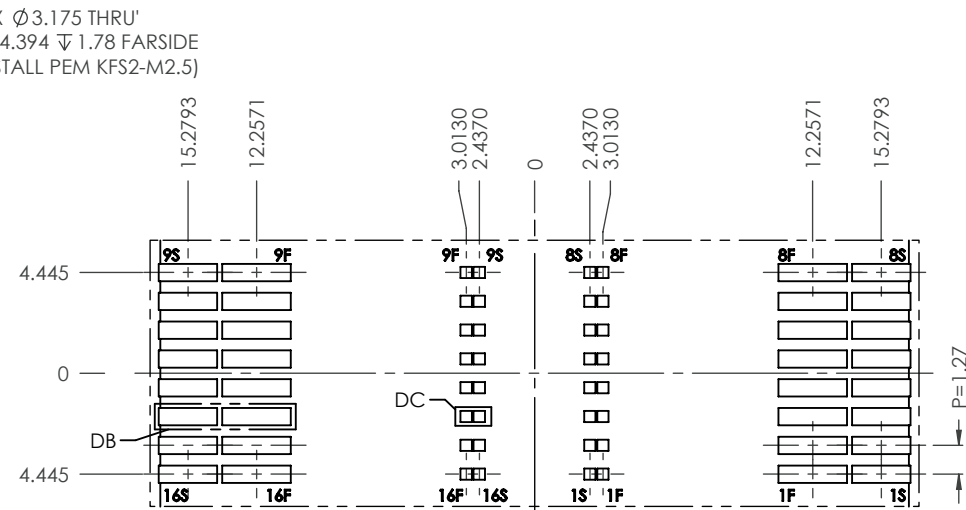 X Ø3.175 THRU'
4.394 ↧ 1.78 FARSIDE
STALL PEM KFS2-M2.5)
15.2793 12.2571 3.0130 2.4370 0 2.4370 3.0130 12.2571 15.2793
9S 9F 9F 9S 8S 8F 8F 8S
4.445
0
P=1.27
DC
DB
4.445
16S 16F 16F 16S 1S 1F 1F 1S